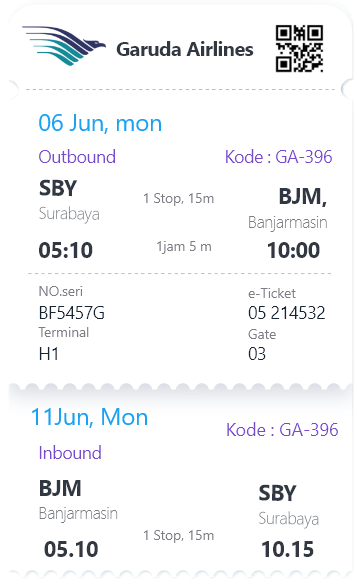 Garuda Airlines
06 Jun, mon
Outbound Kode : GA-396
SBY 1 Stop, 15m BJM,
Surabaya Banjarmasin
05:10 1jam 5 m 10:00
NO.seri e-Ticket
BF5457G 05 214532
Terminal Gate
H1 03
11Jun, Mon Kode : GA-396
Inbound
BJM SBY
Banjarmasin Surabaya
05.10 1 Stop, 15m 10.15